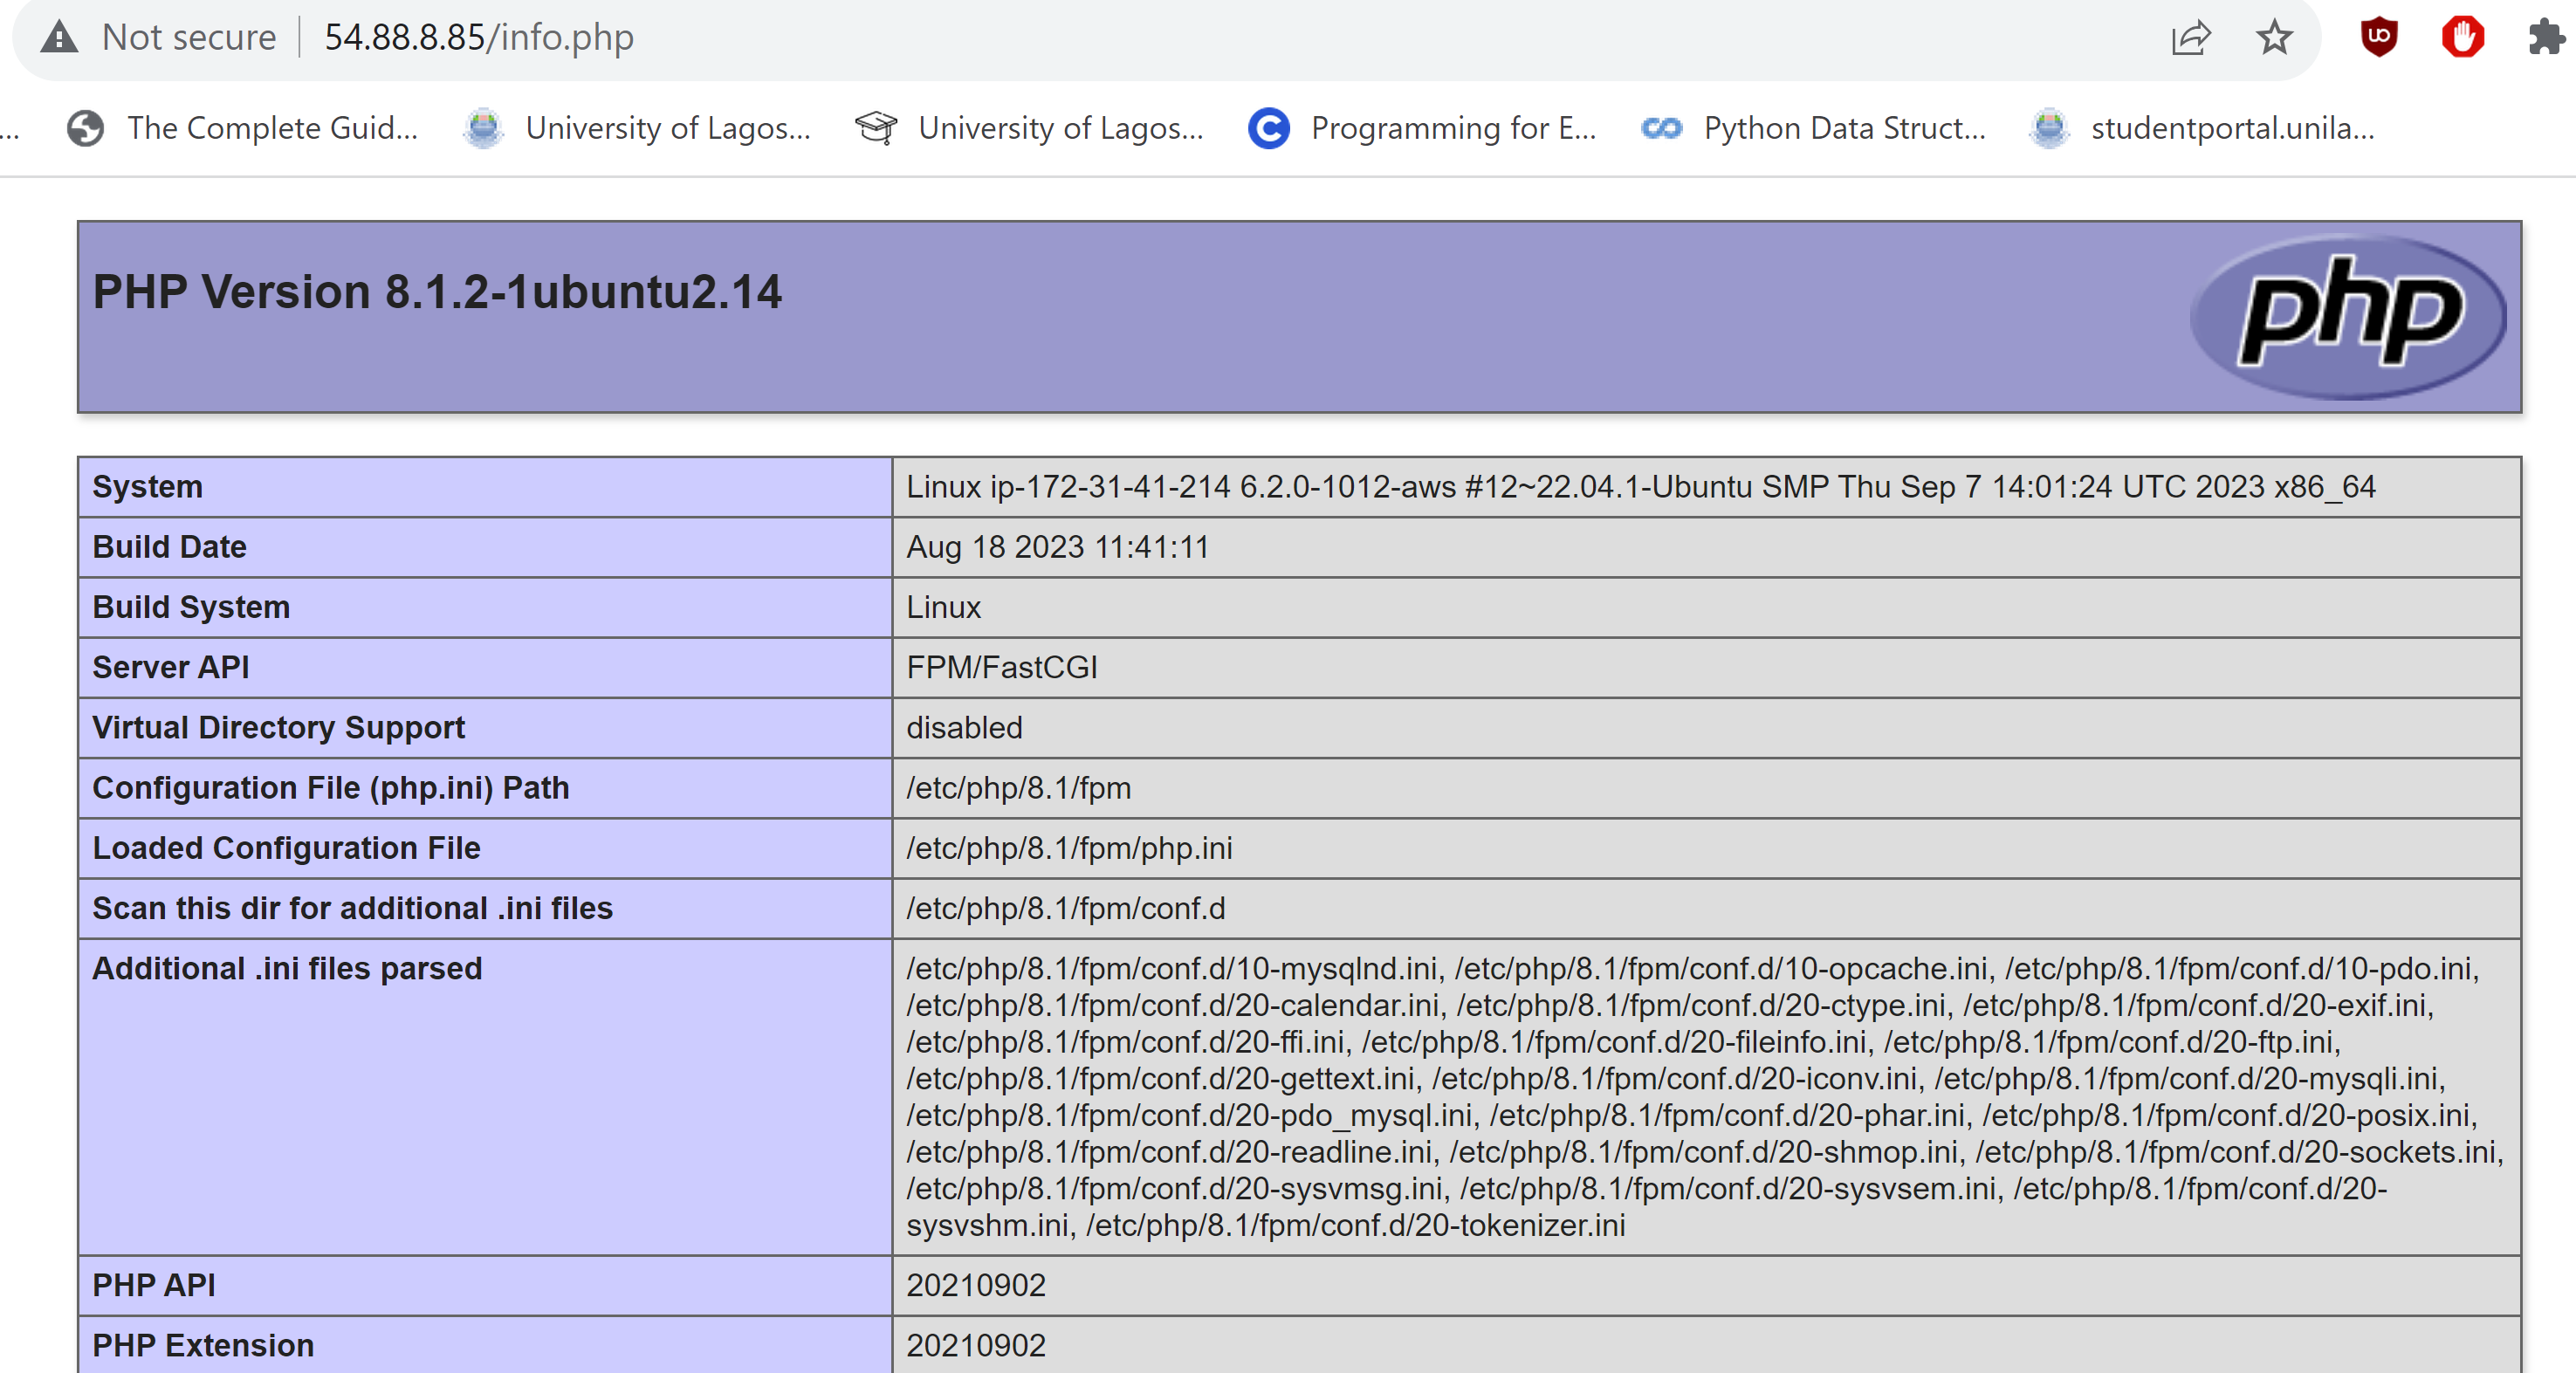 Not secure 54.88.8.85/info.php
... The Complete Guid... University of Lagos... University of Lagos... Programming for E... Python Data Struct... studentportal.unila...
PHP Version 8.1.2-1ubuntu2.14
php
System Linux ip-172-31-41-214 6.2.0-1012-aws #12~22.04.1-Ubuntu SMP Thu Sep 7 14:01:24 UTC 2023 x86_64
Build Date Aug 18 2023 11:41:11
Build System Linux
Server API FPM/FastCGI
Virtual Directory Support disabled
Configuration File (php.ini) Path /etc/php/8.1/fpm
Loaded Configuration File /etc/php/8.1/fpm/php.ini
Scan this dir for additional .ini files /etc/php/8.1/fpm/conf.d
Additional .ini files parsed /etc/php/8.1/fpm/conf.d/10-mysqlnd.ini, /etc/php/8.1/fpm/conf.d/10-opcache.ini, /etc/php/8.1/fpm/conf.d/10-pdo.ini,
/etc/php/8.1/fpm/conf.d/20-calendar.ini, /etc/php/8.1/fpm/conf.d/20-ctype.ini, /etc/php/8.1/fpm/conf.d/20-exif.ini,
/etc/php/8.1/fpm/conf.d/20-ffi.ini, /etc/php/8.1/fpm/conf.d/20-fileinfo.ini, /etc/php/8.1/fpm/conf.d/20-ftp.ini,
/etc/php/8.1/fpm/conf.d/20-gettext.ini, /etc/php/8.1/fpm/conf.d/20-iconv.ini, /etc/php/8.1/fpm/conf.d/20-mysqli.ini,
/etc/php/8.1/fpm/conf.d/20-pdo_mysql.ini, /etc/php/8.1/fpm/conf.d/20-phar.ini, /etc/php/8.1/fpm/conf.d/20-posix.ini,
/etc/php/8.1/fpm/conf.d/20-readline.ini, /etc/php/8.1/fpm/conf.d/20-shmop.ini, /etc/php/8.1/fpm/conf.d/20-sockets.ini,
/etc/php/8.1/fpm/conf.d/20-sysvmsg.ini, /etc/php/8.1/fpm/conf.d/20-sysvsem.ini, /etc/php/8.1/fpm/conf.d/20-
sysvshm.ini, /etc/php/8.1/fpm/conf.d/20-tokenizer.ini
PHP API 20210902
PHP Extension 20210902